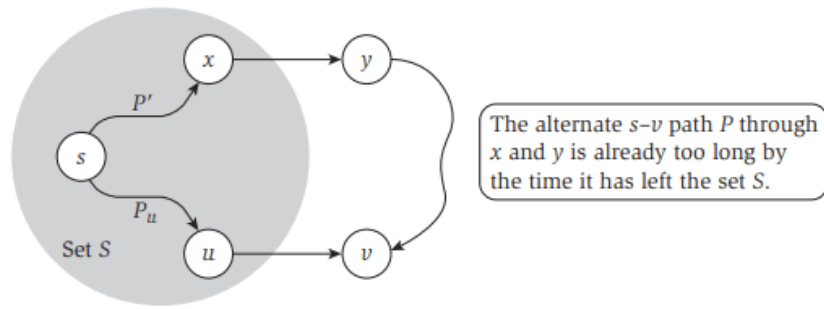 x
y
P′
s
P_u
Set S
u
v
The alternate s–v path P through
x and y is already too long by
the time it has left the set S.